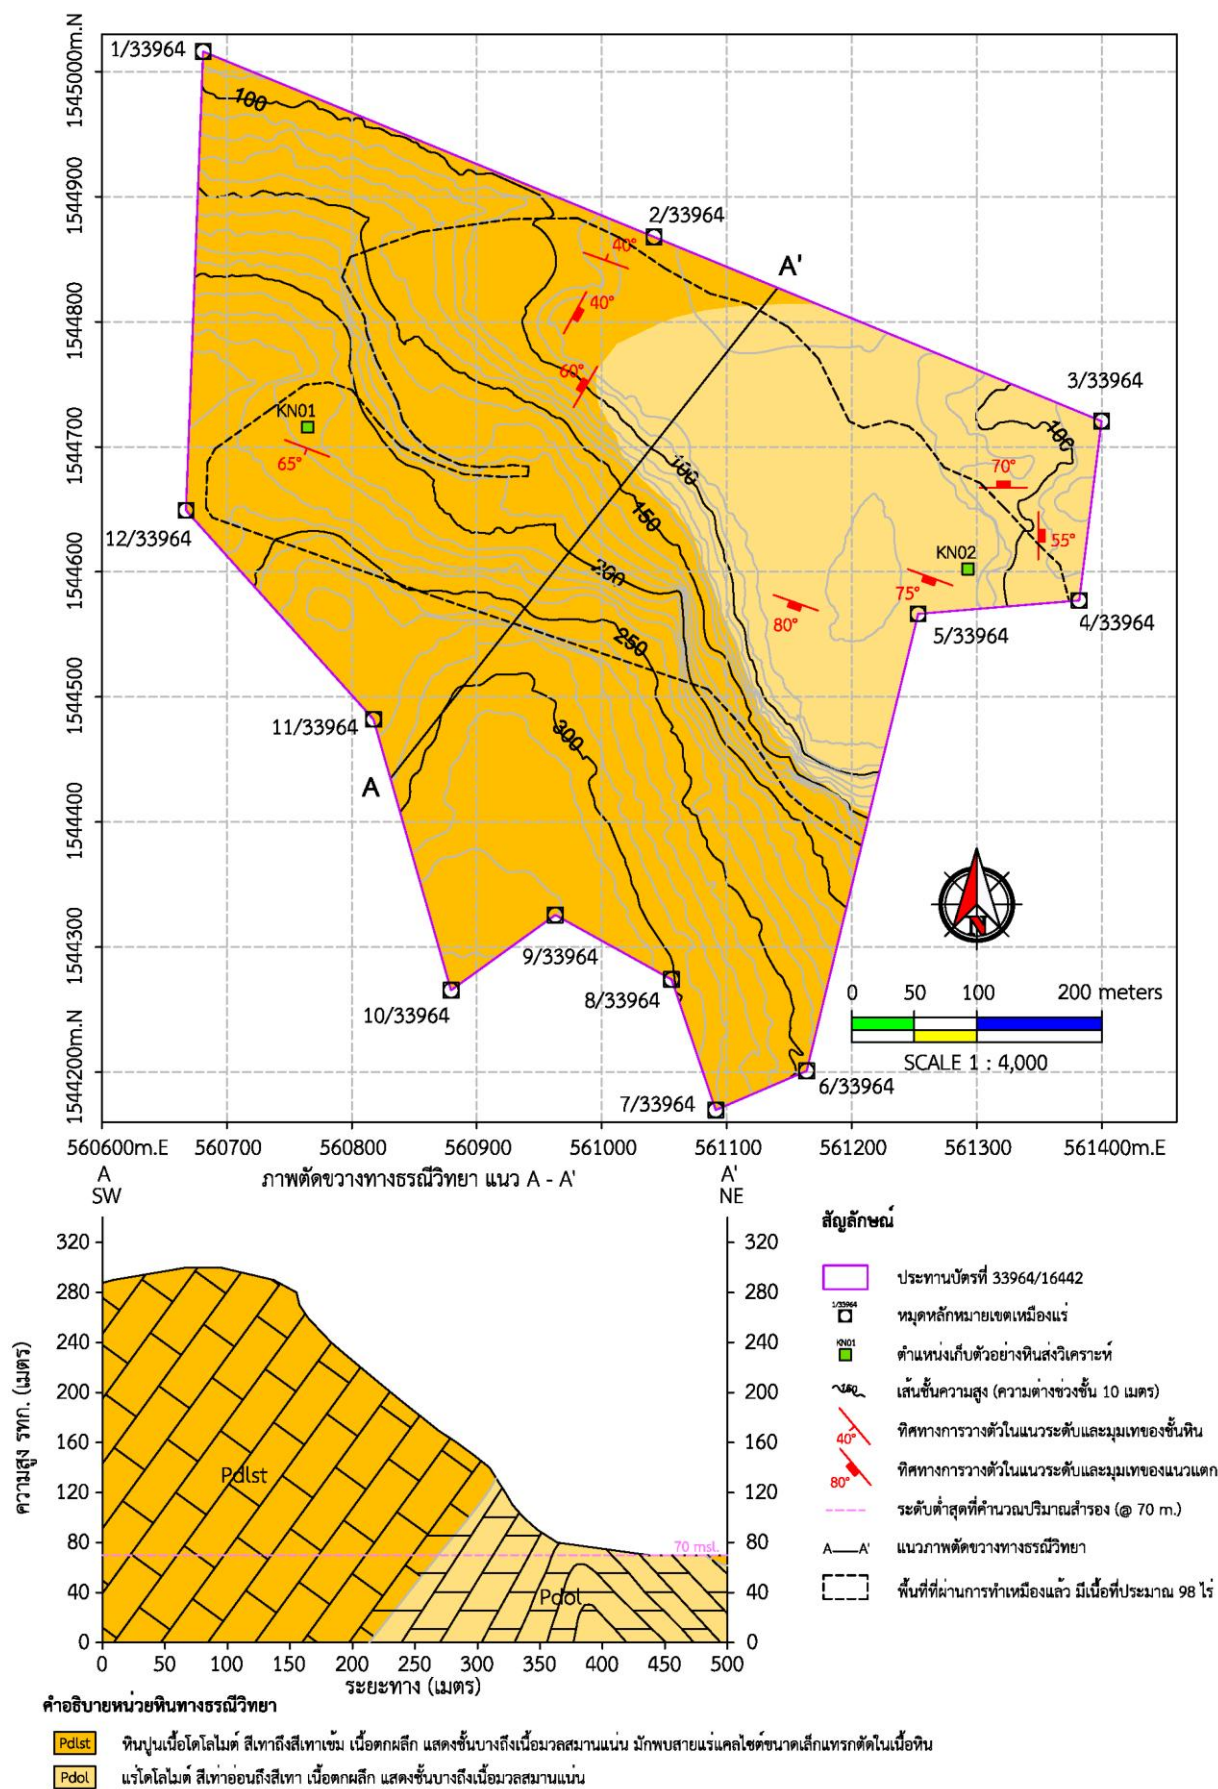 1/33964
2/33964
3/33964
4/33964
5/33964
6/33964
7/33964
8/33964
9/33964
10/33964
11/33964
12/33964
1545000m.N
1544900
1544800
1544700
1544600
1544500
1544400
1544300
1544200m.N
100
A'
40°
40°
60°
KN01
65°
100
150
200
250
300
100
70°
55°
KN02
75°
80°
A
N
0 50 100 200 meters
SCALE 1 : 4,000
560600m.E 560700 560800 560900 561000 561100 561200 561300 561400m.E
A
SW
ภาพตัดขวางทางธรณีวิทยา แนว A - A'
A'
NE
ความสูง รทก. (เมตร)
320 320
280 280
240 240
200 200
160 160
120 120
80 80
40 40
0 0
Pdlst
Pdol
70 msl.
0 50 100 150 200 250 300 350 400 450 500
ระยะทาง (เมตร)
สัญลักษณ์
ประทานบัตรที่ 33964/16442
1/33964 หมุดหลักหมายเขตเหมืองแร่
KN01 ตำแหน่งเก็บตัวอย่างหินส่งวิเคราะห์
150 เส้นชั้นความสูง (ความต่างช่วงชั้น 10 เมตร)
40° ทิศทางการวางตัวในแนวระดับและมุมเทของชั้นหิน
80° ทิศทางการวางตัวในแนวระดับและมุมเทของแนวแตก
ระดับต่ำสุดที่คำนวณปริมาณสำรอง (@ 70 m.)
A A' แนวภาพตัดขวางทางธรณีวิทยา
พื้นที่ที่ผ่านการทำเหมืองแล้ว มีเนื้อที่ประมาณ 98 ไร่
คำอธิบายหน่วยหินทางธรณีวิทยา
Pdlst หินปูนเนื้อโดโลไมต์ สีเทาถึงสีเทาเข้ม เนื้อตกผลึก แสดงชั้นบางถึงเนื้อมวลสมานแน่น มักพบสายแร่แคลไซต์ขนาดเล็กแทรกตัดในเนื้อหิน
Pdol แร่โดโลไมต์ สีเทาอ่อนถึงสีเทา เนื้อตกผลึก แสดงชั้นบางถึงเนื้อมวลสมานแน่น